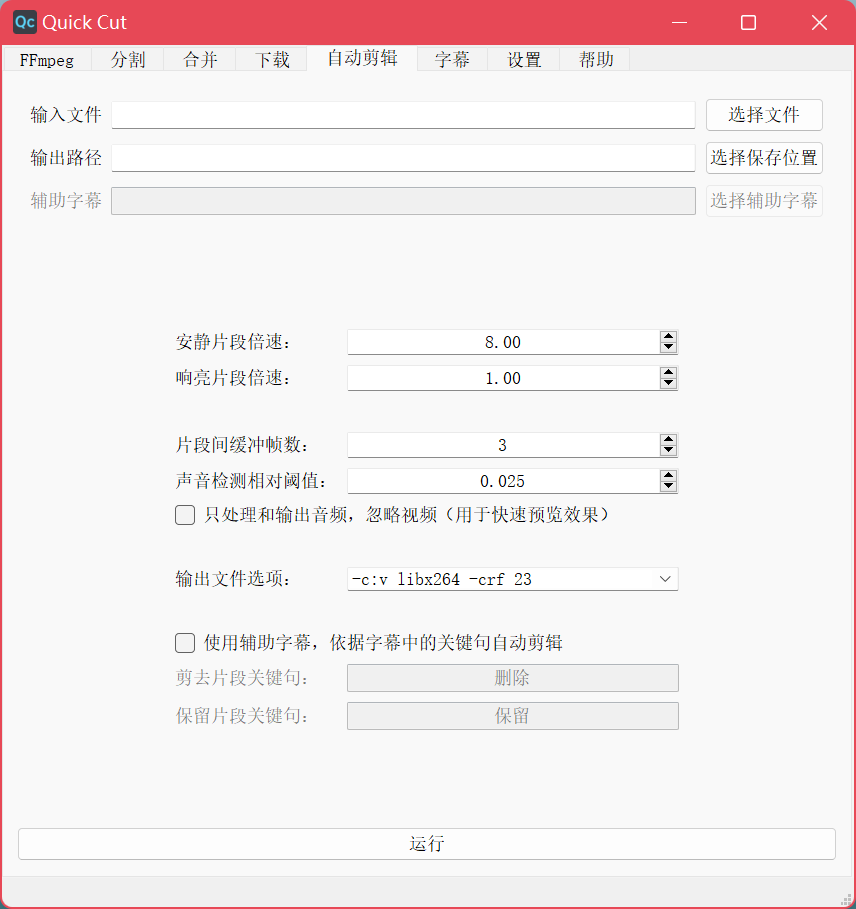 Qc Quick Cut
FFmpeg 分割 合并 下载 自动剪辑 字幕 设置 帮助
输入文件 选择文件
输出路径 选择保存位置
辅助字幕 选择辅助字幕
安静片段倍速： 8.00
响亮片段倍速： 1.00
片段间缓冲帧数： 3
声音检测相对阈值： 0.025
只处理和输出音频，忽略视频（用于快速预览效果）
输出文件选项： -c:v libx264 -crf 23
使用辅助字幕，依据字幕中的关键句自动剪辑
剪去片段关键句： 删除
保留片段关键句： 保留
运行